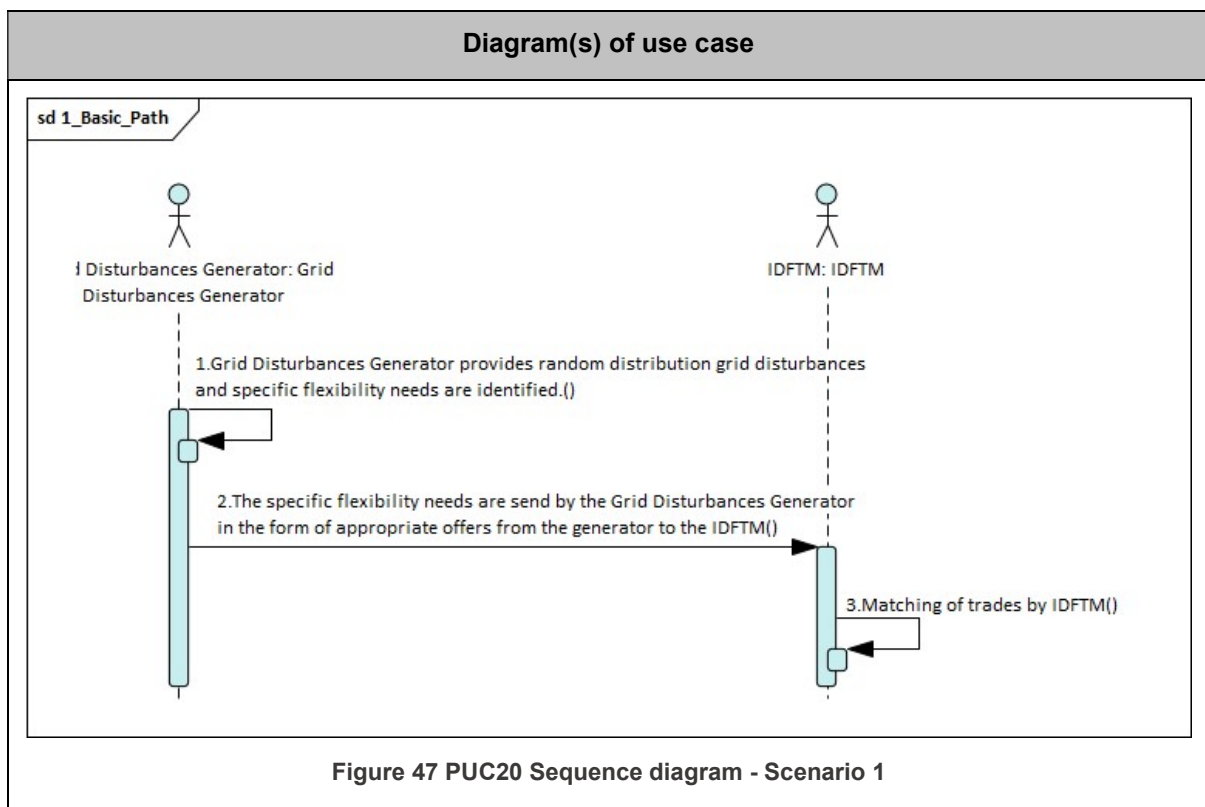 Diagram(s) of use case
sd 1_Basic_Path
d Disturbances Generator: Grid
Disturbances Generator
IDFTM: IDFTM
1.Grid Disturbances Generator provides random distribution grid disturbances
and specific flexibility needs are identified.()
2.The specific flexibility needs are send by the Grid Disturbances Generator
in the form of appropriate offers from the generator to the IDFTM()
3.Matching of trades by IDFTM()
Figure 47 PUC20 Sequence diagram - Scenario 1